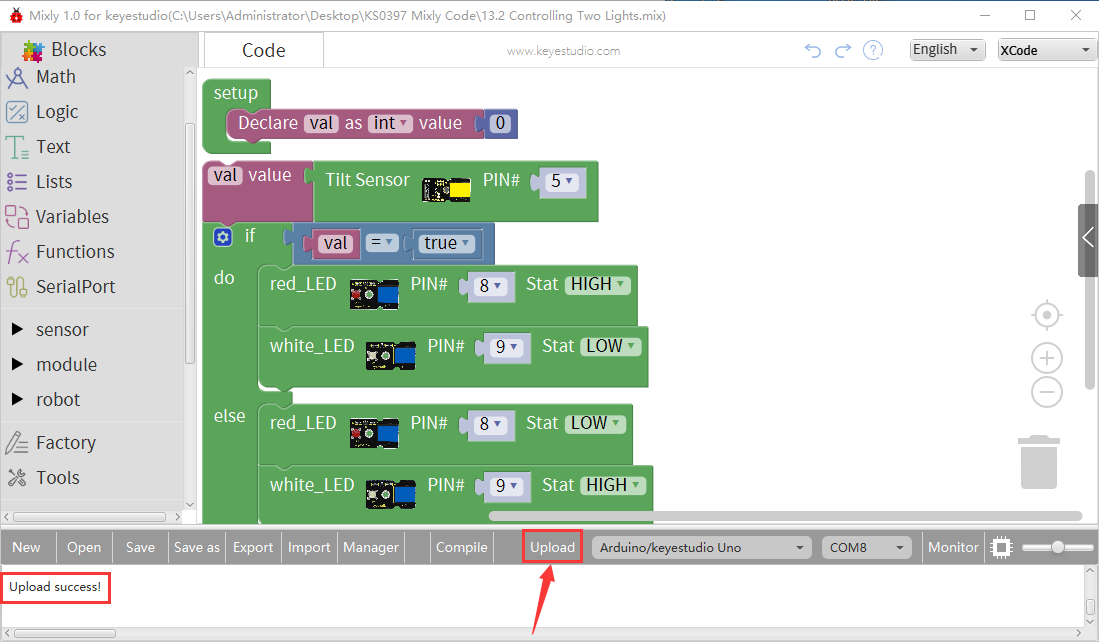 Mixly 1.0 for keyestudio(C:\Users\Administrator\Desktop\KS0397 Mixly Code\13.2 Controlling Two Lights.mix)
Blocks
Code
www.keyestudio.com
?
English
XCode
Math
Logic
Text
Lists
Variables
Functions
SerialPort
sensor
module
robot
Factory
Tools
setup
Declare val as int value 0
val value Tilt Sensor PIN# 5
if val = true
do red_LED PIN# 8 Stat HIGH
white_LED PIN# 9 Stat LOW
else red_LED PIN# 8 Stat LOW
white_LED PIN# 9 Stat HIGH
New Open Save Save as Export Import Manager Compile Upload Arduino/keyestudio Uno COM8 Monitor
Upload success!